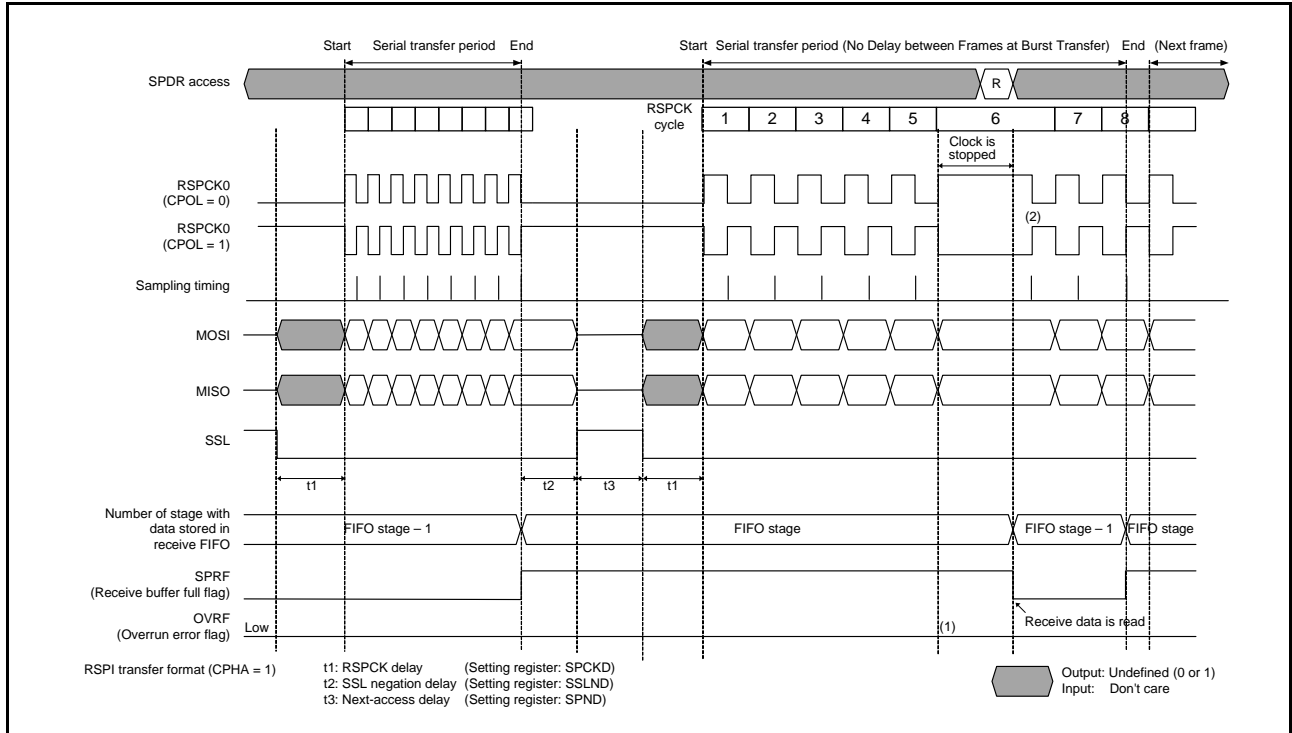 Start Serial transfer period End
Start Serial transfer period (No Delay between Frames at Burst Transfer) End (Next frame)
SPDR access
R
RSPCK
cycle
1 2 3 4 5 6 7 8
Clock is
stopped
RSPCK0
(CPOL = 0)
(2)
RSPCK0
(CPOL = 1)
Sampling timing
MOSI
MISO
SSL
t1 t2 t3 t1
Number of stage with
data stored in
receive FIFO
FIFO stage – 1 FIFO stage FIFO stage – 1 FIFO stage
SPRF
(Receive buffer full flag)
Receive data is read
OVRF
(Overrun error flag)
Low
(1)
RSPI transfer format (CPHA = 1)
t1: RSPCK delay (Setting register: SPCKD)
t2: SSL negation delay (Setting register: SSLND)
t3: Next-access delay (Setting register: SPND)
Output: Undefined (0 or 1)
Input: Don't care